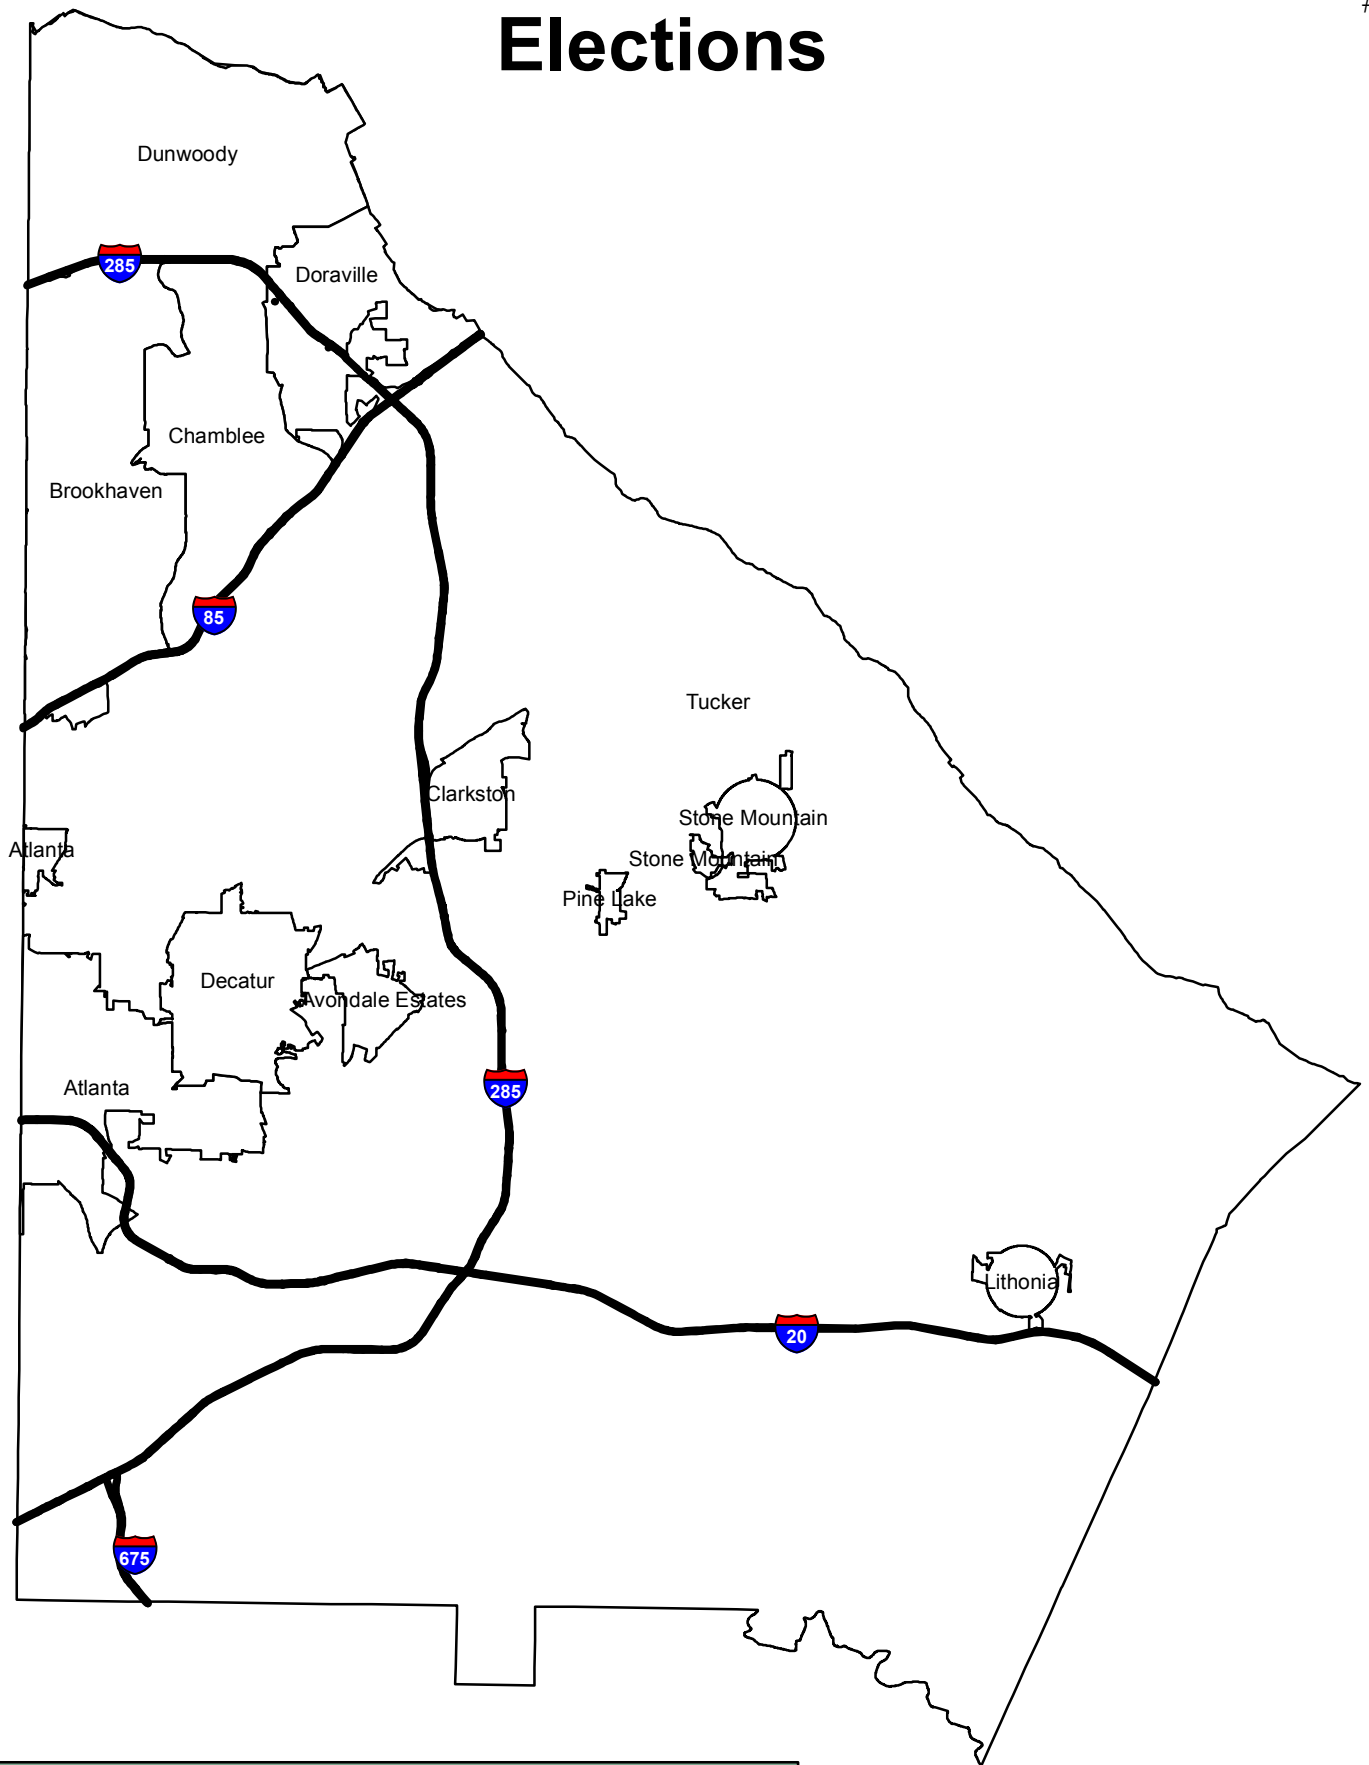 Elections
Dunwoody
285
Doraville
Chamblee
Brookhaven
85
Tucker
Clarkston
Stone Mountain
Atlanta
Stone Mountain
Pine Lake
Decatur
Avondale Estates
Atlanta
285
Lithonia
20
675